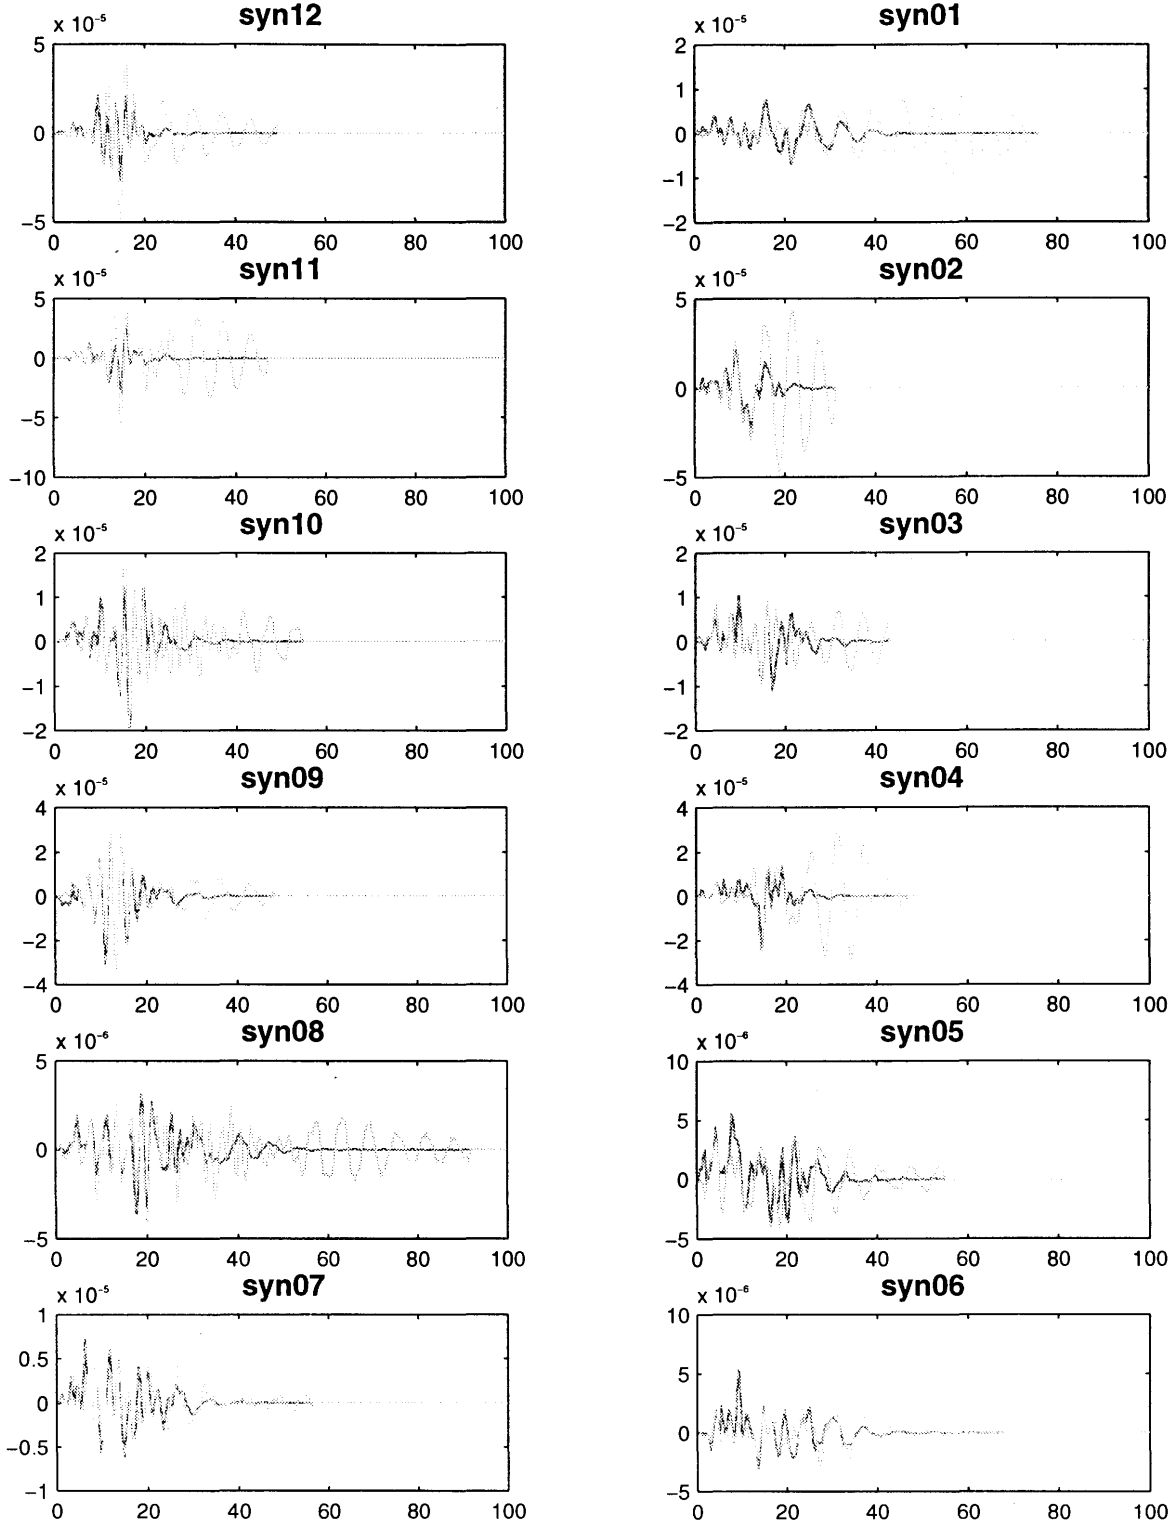 x 10⁻⁵ syn12
5
0
−5
0 20 40 60 80 100
x 10⁻⁵ syn01
2
1
0
−1
−2
0 20 40 60 80 100
x 10⁻⁵ syn11
5
0
−5
−10
0 20 40 60 80 100
x 10⁻⁵ syn02
5
0
−5
0 20 40 60 80 100
x 10⁻⁵ syn10
2
1
0
−1
−2
0 20 40 60 80 100
x 10⁻⁵ syn03
2
1
0
−1
−2
0 20 40 60 80 100
x 10⁻⁵ syn09
4
2
0
−2
−4
0 20 40 60 80 100
x 10⁻⁵ syn04
4
2
0
−2
−4
0 20 40 60 80 100
x 10⁻⁶ syn08
5
0
−5
0 20 40 60 80 100
x 10⁻⁶ syn05
10
5
0
−5
0 20 40 60 80 100
x 10⁻⁵ syn07
1
0.5
0
−0.5
−1
0 20 40 60 80 100
x 10⁻⁶ syn06
10
5
0
−5
0 20 40 60 80 100